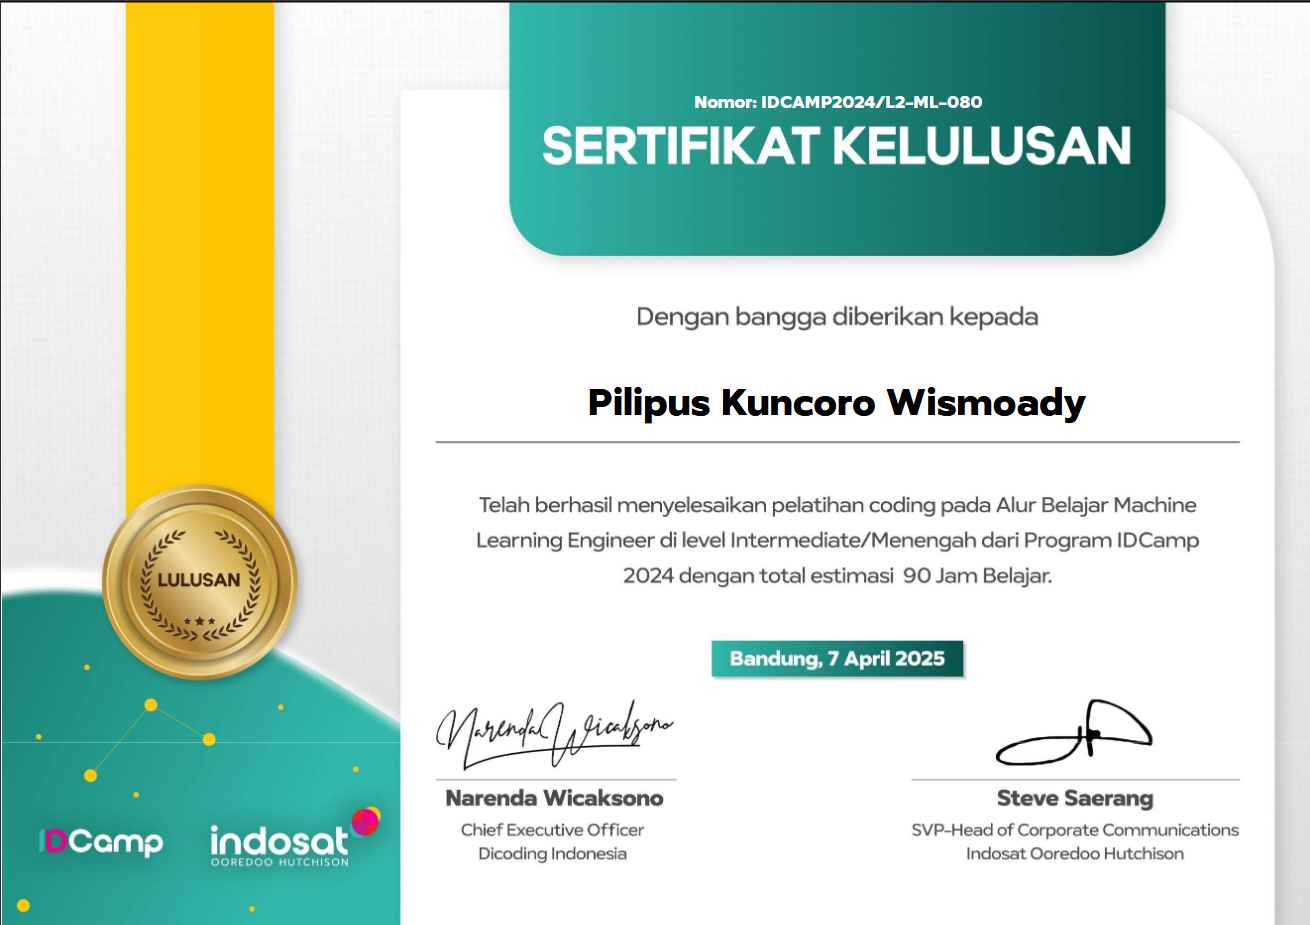 Nomor: IDCAMP2024/L2-ML-080
SERTIFIKAT KELULUSAN
Dengan bangga diberikan kepada
Pilipus Kuncoro Wismoady
Telah berhasil menyelesaikan pelatihan coding pada Alur Belajar Machine
Learning Engineer di level Intermediate/Menengah dari Program IDCamp
2024 dengan total estimasi 90 Jam Belajar.
LULUSAN
Bandung, 7 April 2025
Narenda Wicaksono
Narenda Wicaksono
Chief Executive Officer
Dicoding Indonesia
Steve Saerang
SVP-Head of Corporate Communications
Indosat Ooredoo Hutchison
IDCamp
indosat
OOREDOO HUTCHISON